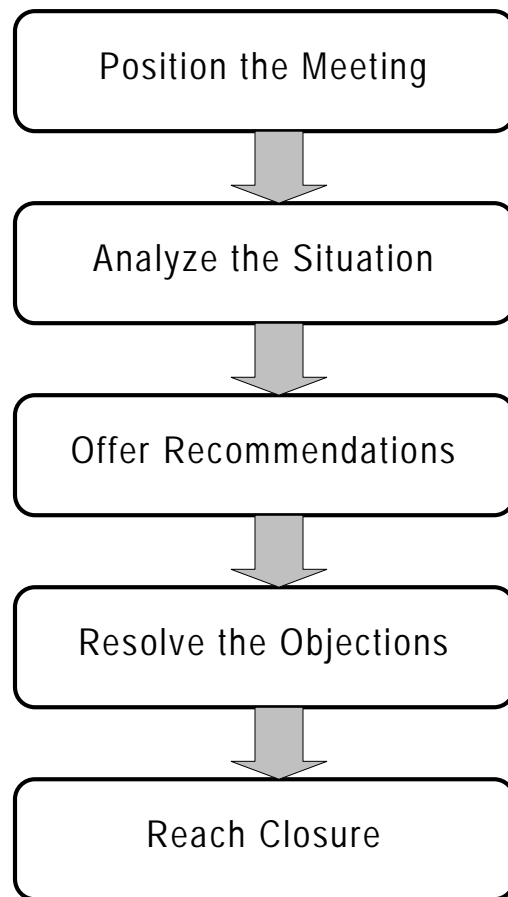 Position the Meeting
Analyze the Situation
Offer Recommendations
Resolve the Objections
Reach Closure